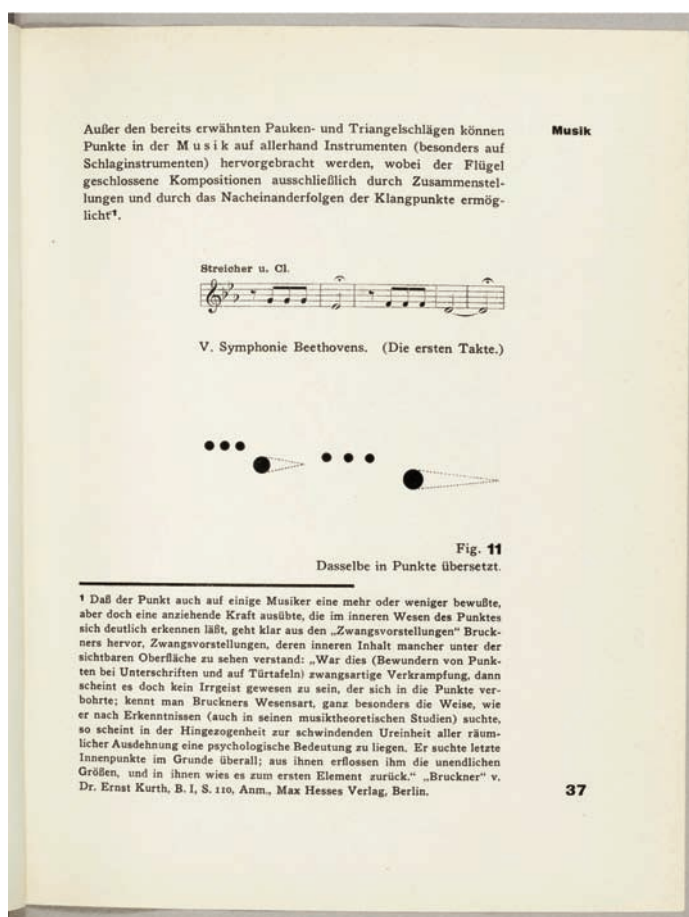 Außer den bereits erwähnten Pauken- und Triangelschlägen können
Musik
Punkte in der M u s i k auf allerhand Instrumenten (besonders auf
Schlaginstrumenten) hervorgebracht werden, wobei der Flügel
geschlossene Kompositionen ausschließlich durch Zusammenstel-
lungen und durch das Nacheinanderfolgen der Klangpunkte ermög-
licht¹.
Streicher u. Cl.
V. Symphonie Beethovens. (Die ersten Takte.)
Fig. 11
Dasselbe in Punkte übersetzt.
¹ Daß der Punkt auch auf einige Musiker eine mehr oder weniger bewußte,
aber doch eine anziehende Kraft ausübte, die im inneren Wesen des Punktes
sich deutlich erkennen läßt, geht klar aus den „Zwangsvorstellungen“ Bruck-
ners hervor, Zwangsvorstellungen, deren inneren Inhalt mancher unter der
sichtbaren Oberfläche zu sehen verstand: „War dies (Bewundern von Punk-
ten bei Unterschriften und auf Türtafeln) zwangsartige Verkrampfung, dann
scheint es doch kein Irrgeist gewesen zu sein, der sich in die Punkte ver-
bohrte; kennt man Bruckners Wesensart, ganz besonders die Weise, wie
er nach Erkenntnissen (auch in seinen musiktheoretischen Studien) suchte,
so scheint in der Hingezogenheit zur schwindenden Ureinheit aller räum-
licher Ausdehnung eine psychologische Bedeutung zu liegen. Er suchte letzte
Innenpunkte im Grunde überall; aus ihnen erflossen ihm die unendlichen
Größen, und in ihnen wies es zum ersten Element zurück.“ „Bruckner“ v.
Dr. Ernst Kurth, B. I, S. 110, Anm., Max Hesses Verlag, Berlin.
37